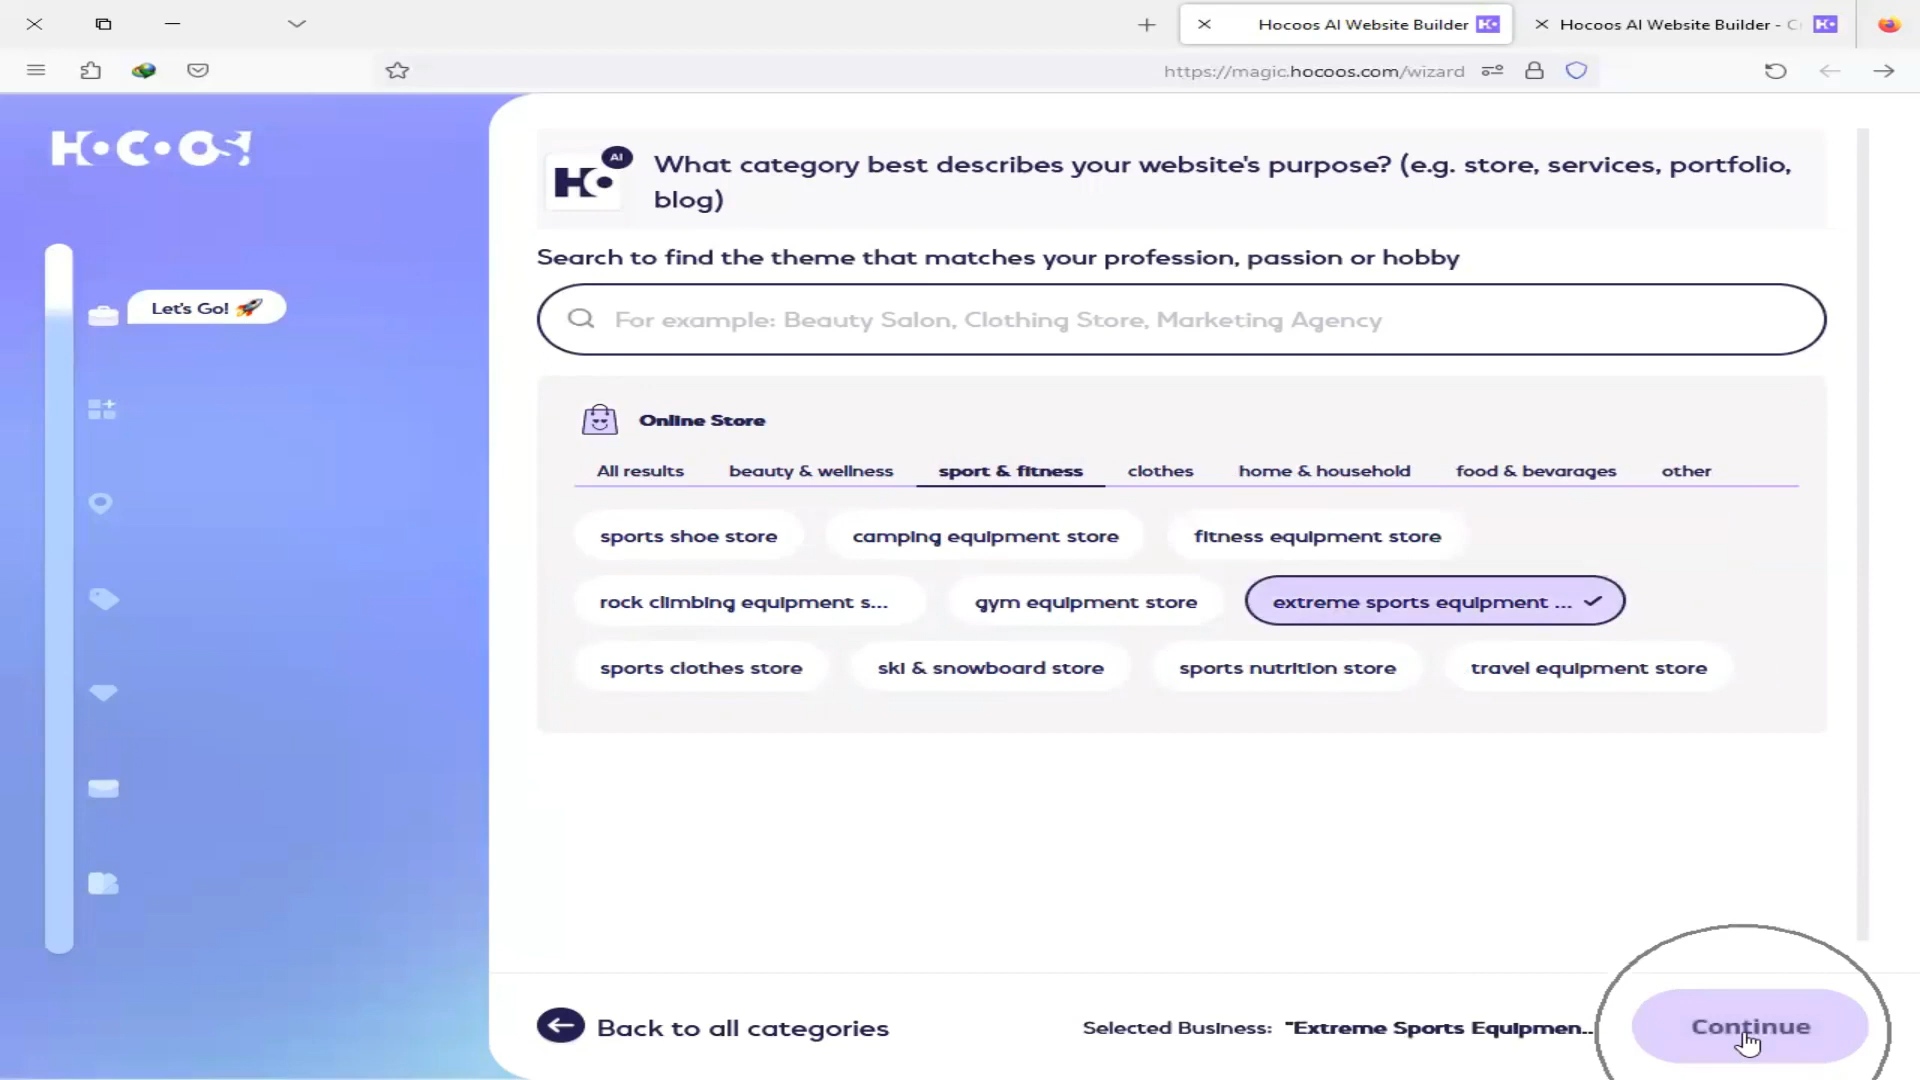 Hocoos AI Website Builder
Hocoos AI Website Builder - C
https://magic.hocoos.com/wizard
HOCOOS!
Let's Go! 🚀
AI
HO
What category best describes your website's purpose? (e.g. store, services, portfolio,
blog)
Search to find the theme that matches your profession, passion or hobby
For example: Beauty Salon, Clothing Store, Marketing Agency
Online Store
All results beauty & wellness sport & fitness clothes home & household food & bevarages other
sports shoe store camping equipment store fitness equipment store
rock climbing equipment s... gym equipment store extreme sports equipment ...
sports clothes store ski & snowboard store sports nutrition store travel equipment store
Back to all categories
Selected Business: "Extreme Sports Equipmen..
Continue